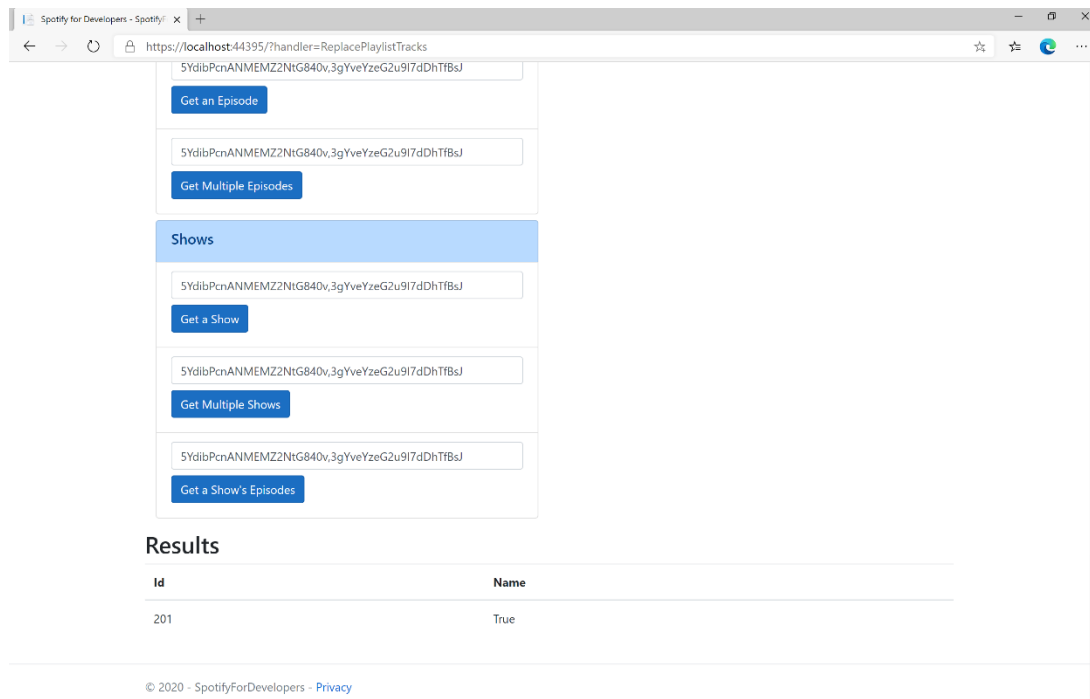 Spotify for Developers - Spotify
https://localhost:44395/?handler=ReplacePlaylistTracks
5YdibPcnANMEMZ2NtG840v,3gYveYzeG2u9I7dDhTfBsJ
Get an Episode
5YdibPcnANMEMZ2NtG840v,3gYveYzeG2u9I7dDhTfBsJ
Get Multiple Episodes
Shows
5YdibPcnANMEMZ2NtG840v,3gYveYzeG2u9I7dDhTfBsJ
Get a Show
5YdibPcnANMEMZ2NtG840v,3gYveYzeG2u9I7dDhTfBsJ
Get Multiple Shows
5YdibPcnANMEMZ2NtG840v,3gYveYzeG2u9I7dDhTfBsJ
Get a Show's Episodes
Results
Id Name
201 True
© 2020 - SpotifyForDevelopers - Privacy